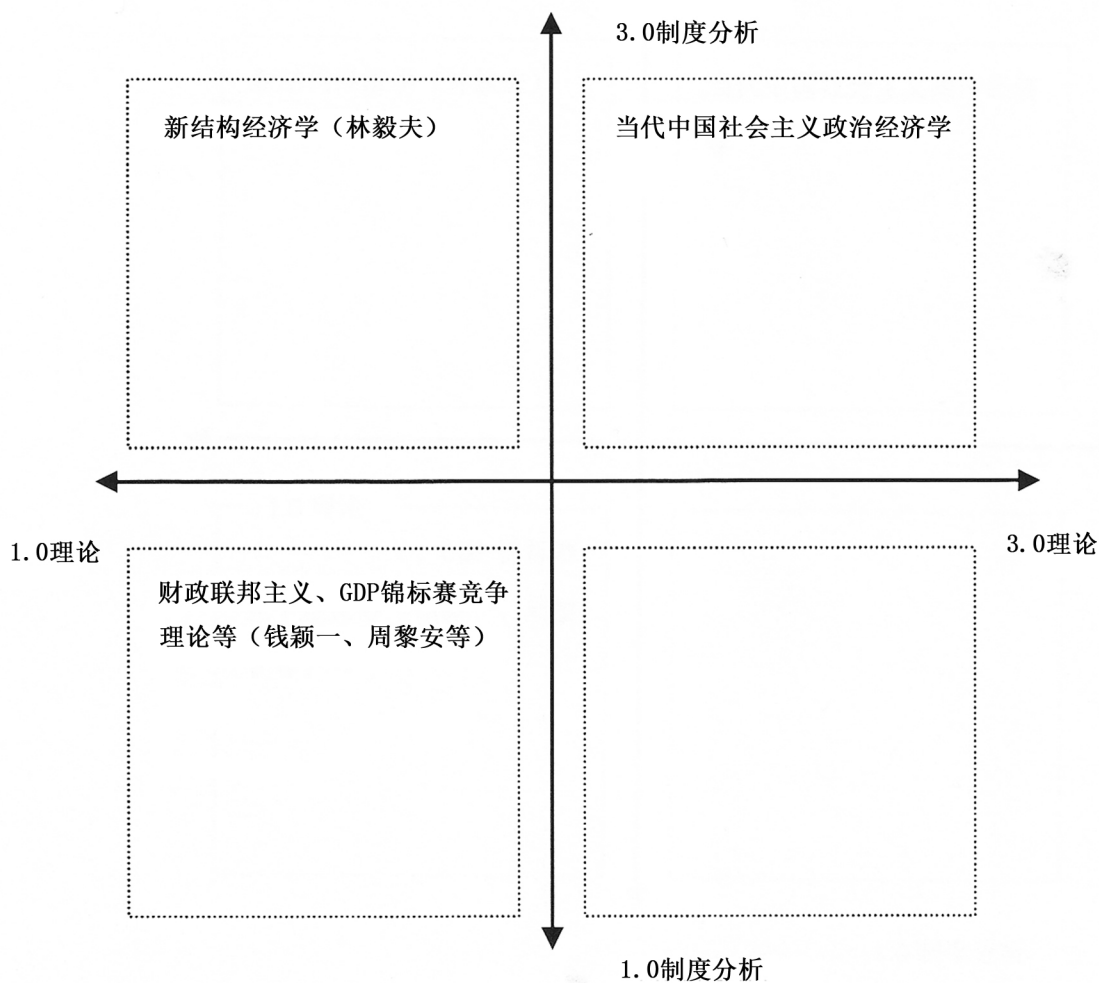 3.0制度分析
新结构经济学（林毅夫）
当代中国社会主义政治经济学
1.0理论
3.0理论
财政联邦主义、GDP锦标赛竞争
理论等（钱颖一、周黎安等）
1.0制度分析